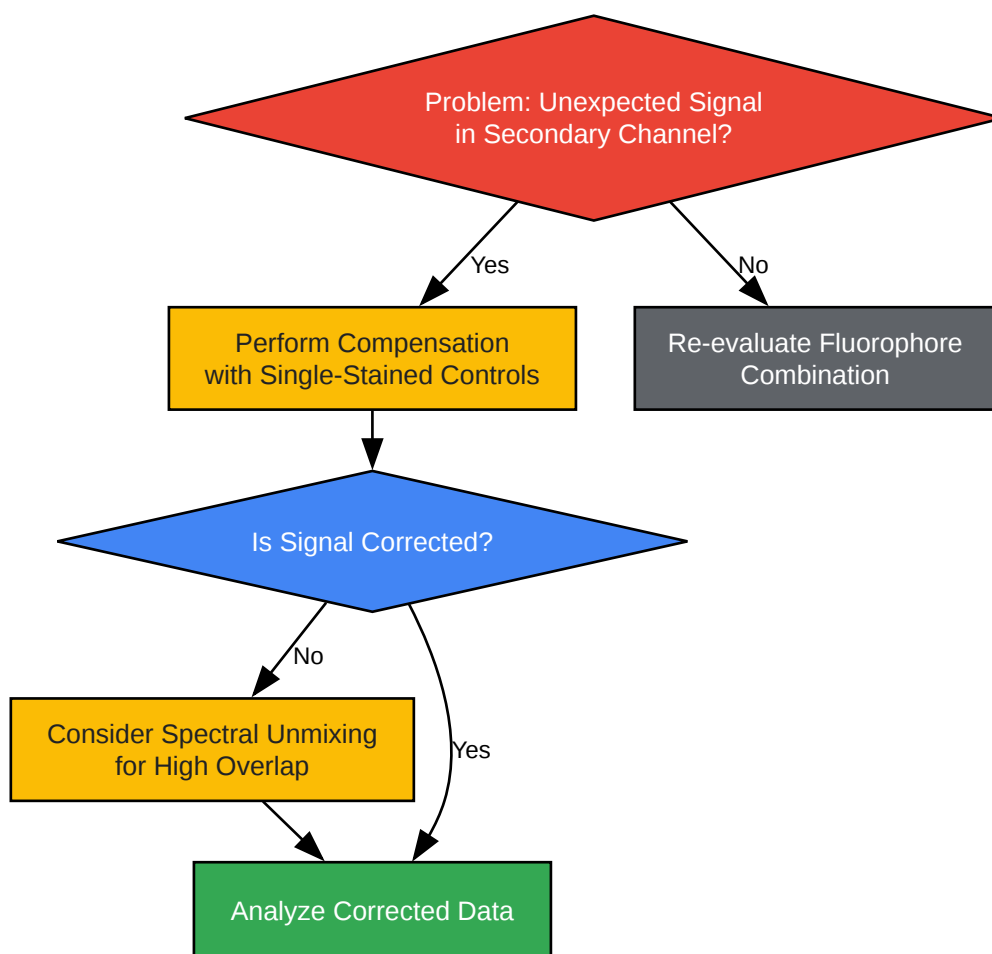 Problem: Unexpected Signal
in Secondary Channel?
Yes
No
Perform Compensation
with Single-Stained Controls
Re-evaluate Fluorophore
Combination
Is Signal Corrected?
No
Consider Spectral Unmixing
for High Overlap
Yes
Analyze Corrected Data